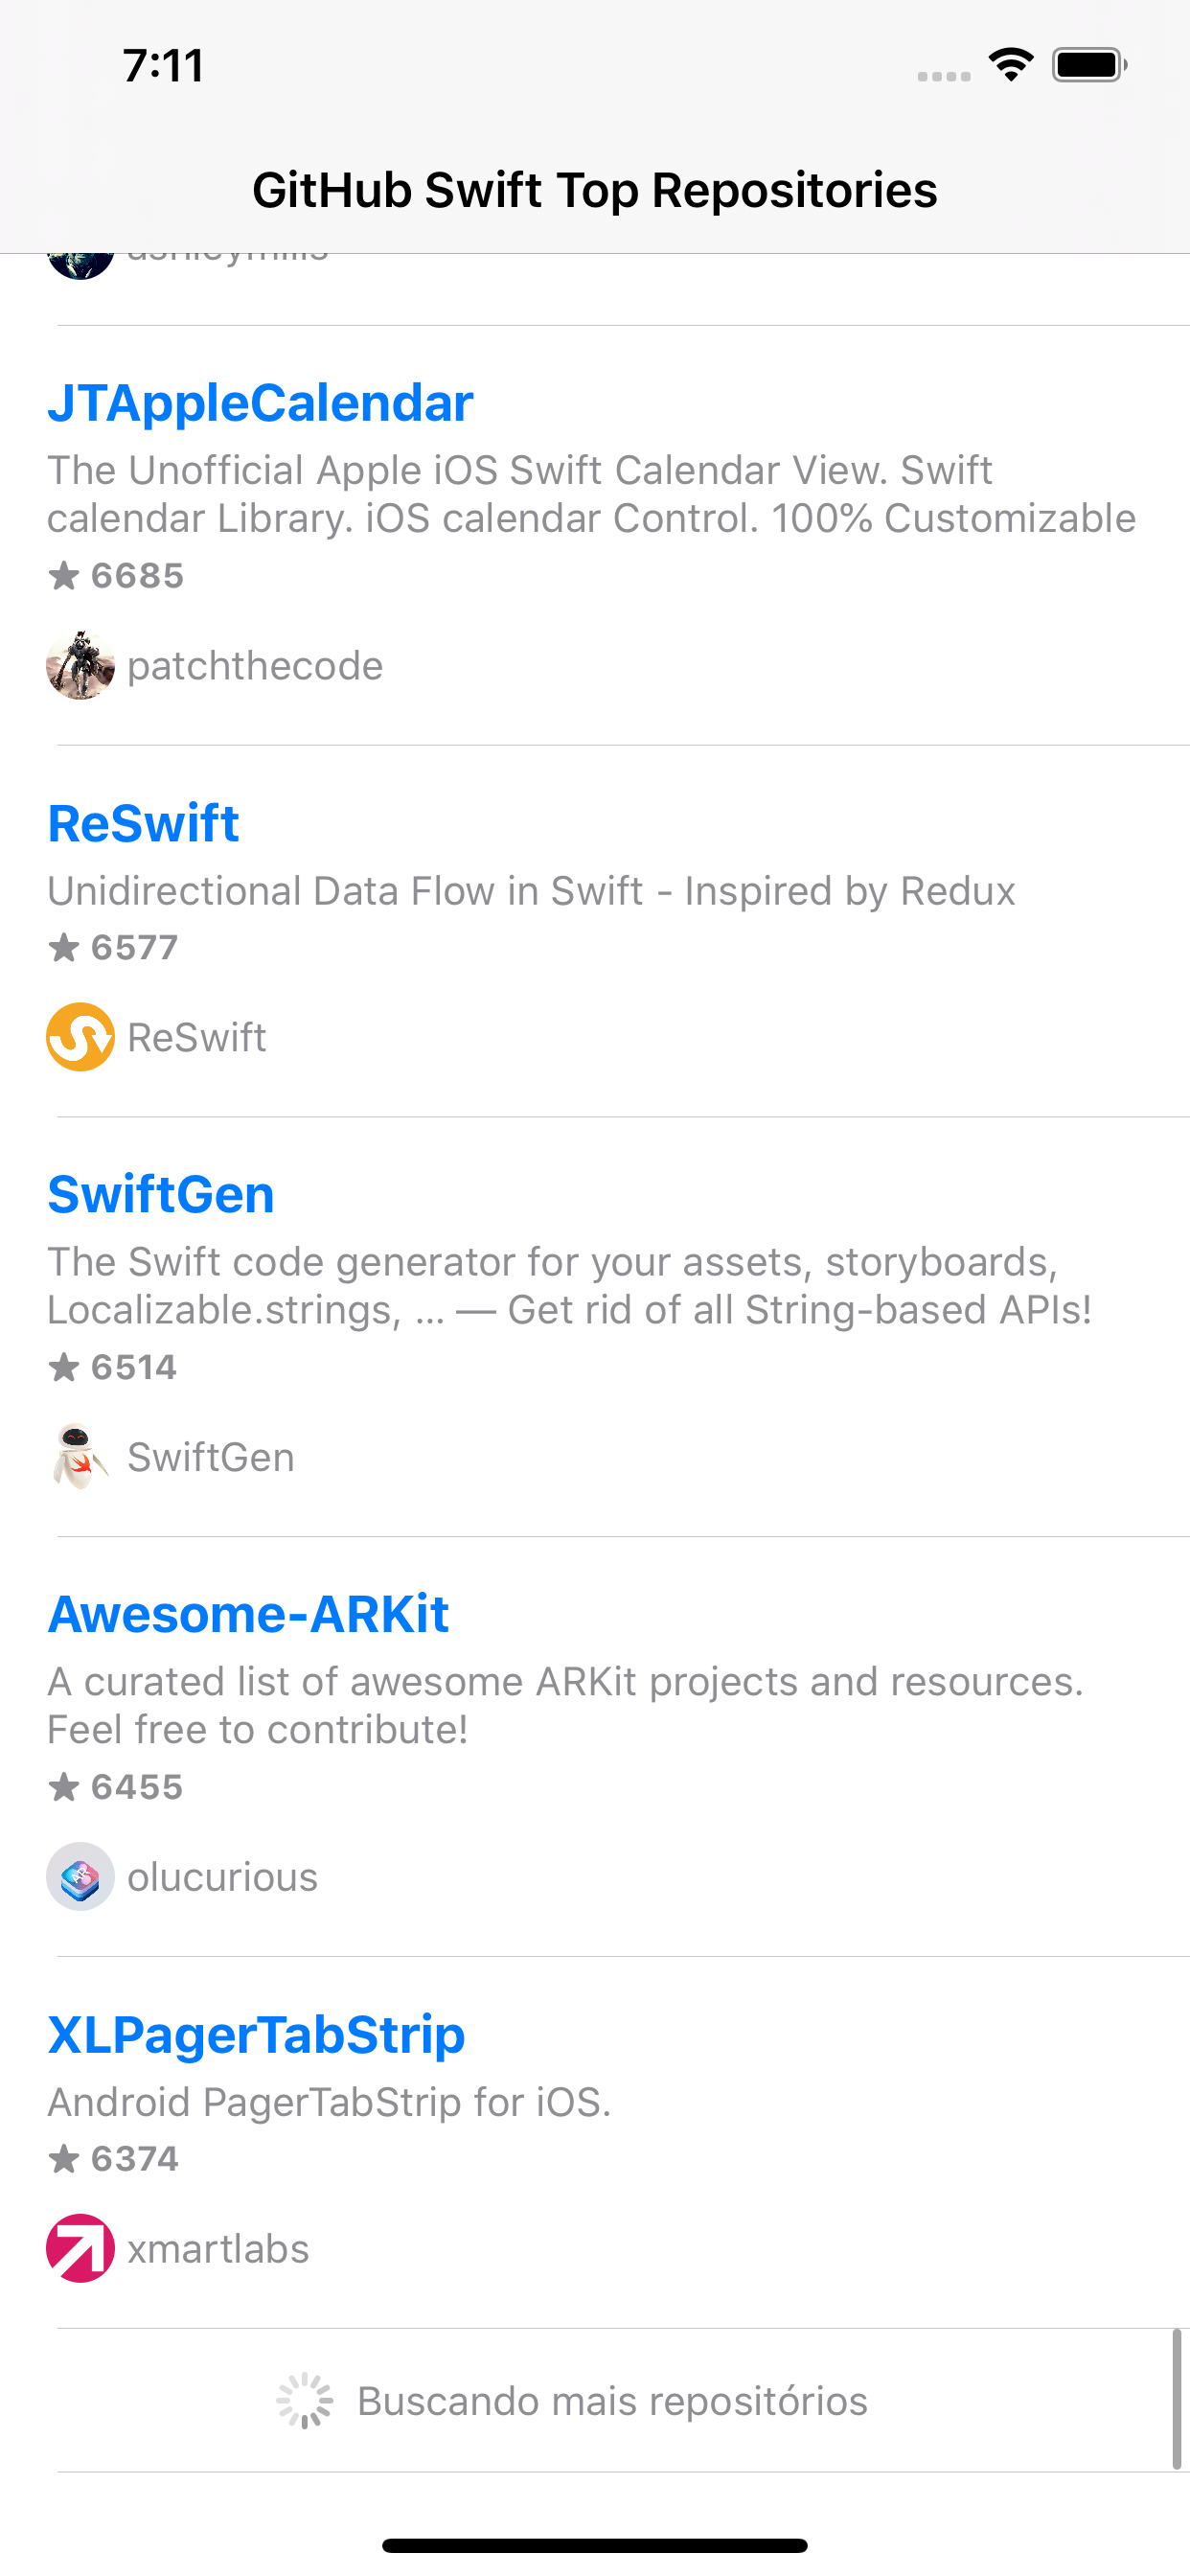 7:11
GitHub Swift Top Repositories
JTAppleCalendar
The Unofficial Apple iOS Swift Calendar View. Swift
calendar Library. iOS calendar Control. 100% Customizable
★ 6685
patchthecode
ReSwift
Unidirectional Data Flow in Swift - Inspired by Redux
★ 6577
ReSwift
SwiftGen
The Swift code generator for your assets, storyboards,
Localizable.strings, ... — Get rid of all String-based APIs!
★ 6514
SwiftGen
Awesome-ARKit
A curated list of awesome ARKit projects and resources.
Feel free to contribute!
★ 6455
olucurious
XLPagerTabStrip
Android PagerTabStrip for iOS.
★ 6374
xmartlabs
Buscando mais repositórios